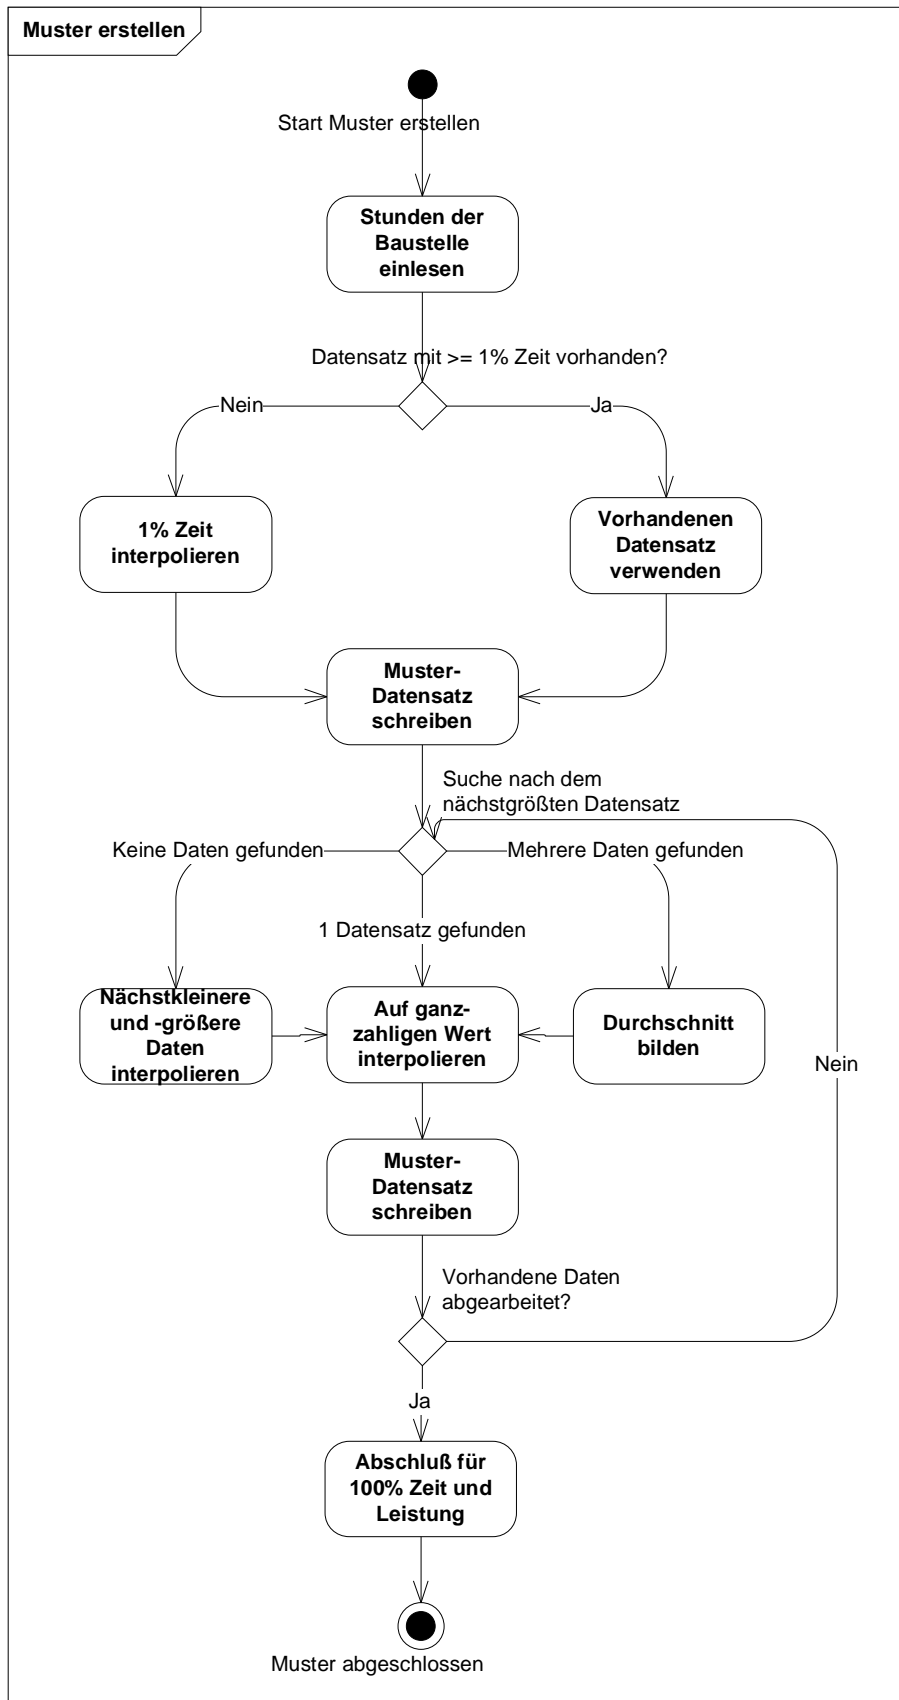 Muster erstellen
Start Muster erstellen
Stunden der
Baustelle
einlesen
Datensatz mit >= 1% Zeit vorhanden?
Nein
Ja
1% Zeit
interpolieren
Vorhandenen
Datensatz
verwenden
Muster-
Datensatz
schreiben
Suche nach dem
nächstgrößten Datensatz
Keine Daten gefunden
Mehrere Daten gefunden
1 Datensatz gefunden
Nächstkleinere
und -größere
Daten
interpolieren
Auf ganz-
zahligen Wert
interpolieren
Durchschnitt
bilden
Nein
Muster-
Datensatz
schreiben
Vorhandene Daten
abgearbeitet?
Ja
Abschluß für
100% Zeit und
Leistung
Muster abgeschlossen